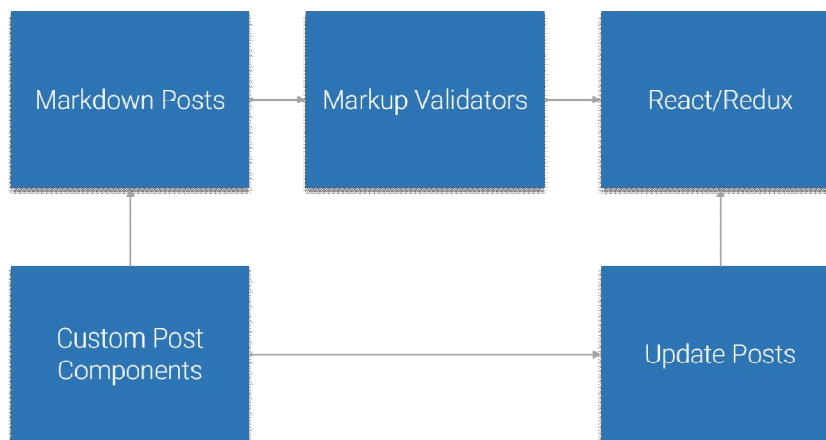 Markdown Posts
Markup Validators
React/Redux
Custom Post
Components
Update Posts